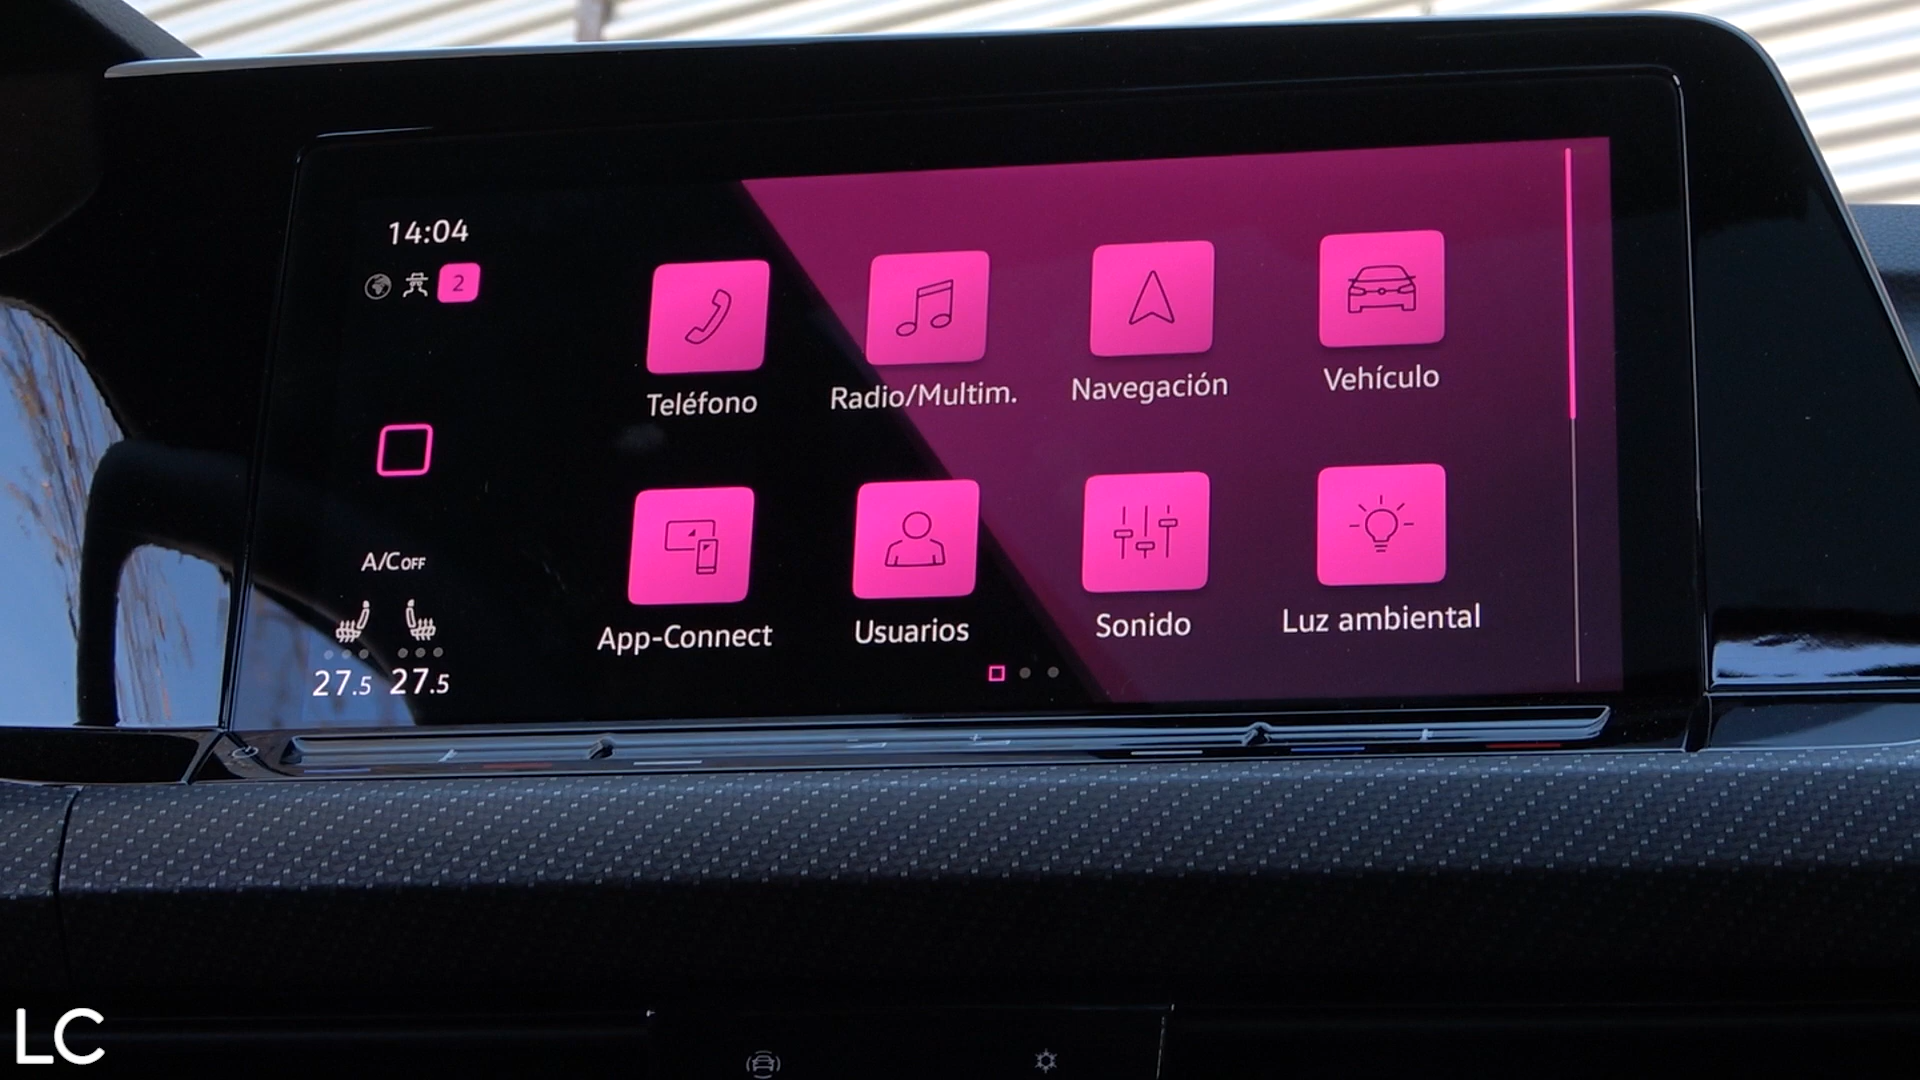 14:04
2
Teléfono
Radio/Multim.
Navegación
Vehículo
App-Connect
Usuarios
Sonido
Luz ambiental
A/C OFF
27.5 27.5
LC